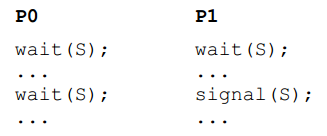 P0 P1
wait(S); wait(S);
... ...
wait(S); signal(S);
... ...